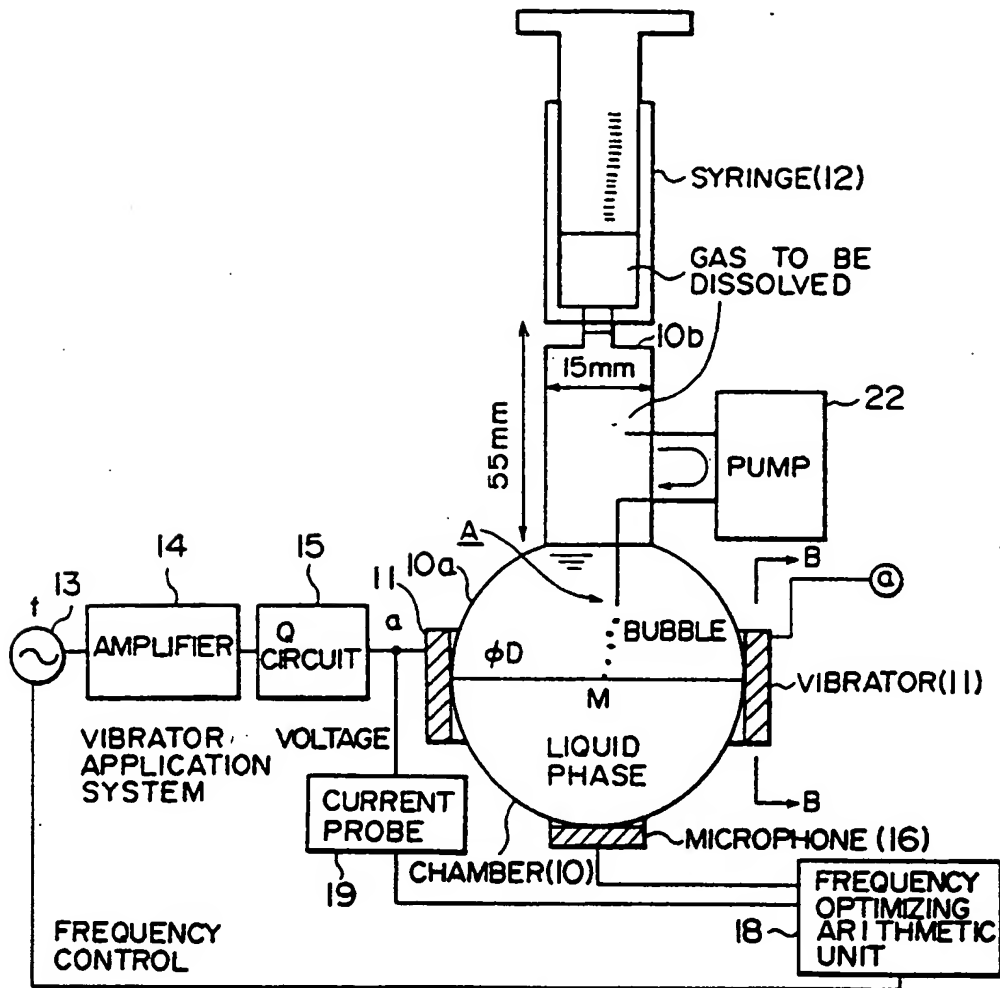 SYRINGE(12)
GAS TO BE
DISSOLVED
10b
15mm
55mm
22
PUMP
A
B
14
15
10a
11
a
13
f
a
AMPLIFIER
Q
CIRCUIT
BUBBLE
φD
M
VIBRATOR(11)
VIBRATOR
APPLICATION
SYSTEM
VOLTAGE
LIQUID
PHASE
B
CURRENT
PROBE
MICROPHONE (16)
CHAMBER(10)
19
FREQUENCY
OPTIMIZING
ARITHMETIC
UNIT
18
FREQUENCY
CONTROL